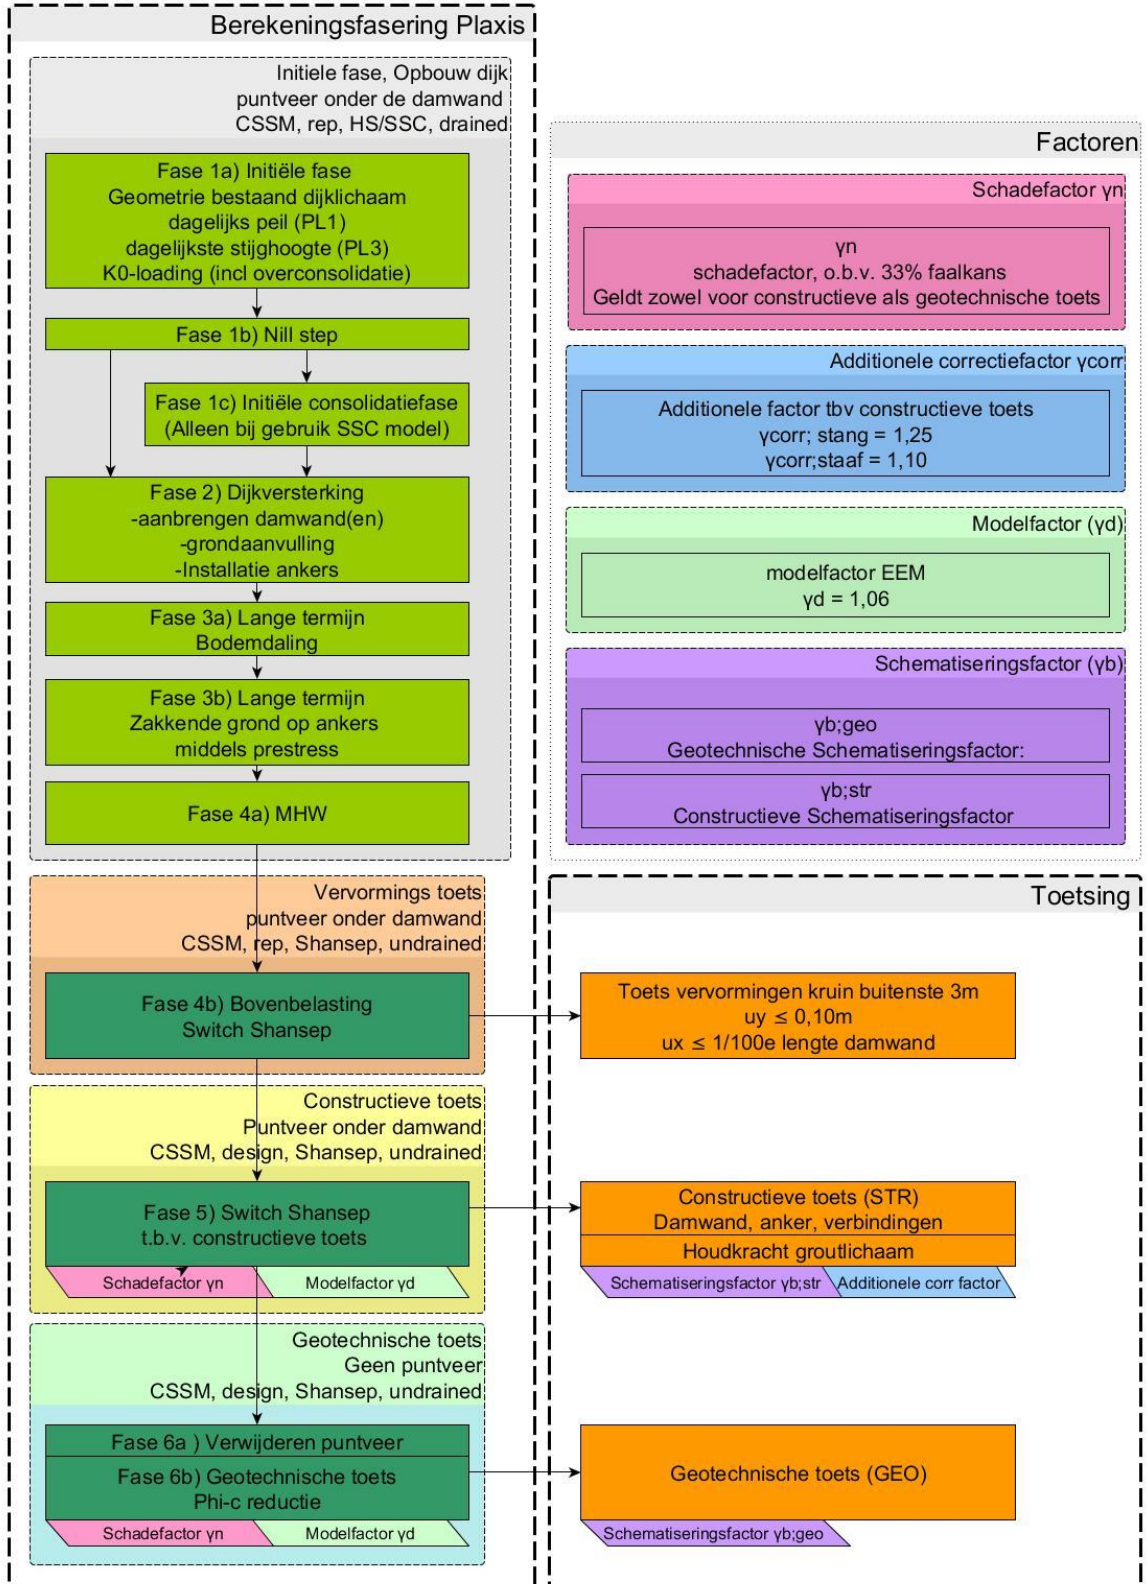 Berekeningsfasering Plaxis
Initiele fase, Opbouw dijk
puntveer onder de damwand
CSSM, rep, HS/SSC, drained
Fase 1a) Initiële fase
Geometrie bestaand dijklichaam
dagelijks peil (PL1)
dagelijkste stijghoogte (PL3)
K0-loading (incl overconsolidatie)
Fase 1b) Nill step
Fase 1c) Initiële consolidatiefase
(Alleen bij gebruik SSC model)
Fase 2) Dijkversterking
-aanbrengen damwand(en)
-grondaanvulling
-Installatie ankers
Fase 3a) Lange termijn
Bodemdaling
Fase 3b) Lange termijn
Zakkende grond op ankers
middels prestress
Fase 4a) MHW
Vervormings toets
puntveer onder damwand
CSSM, rep, Shansep, undrained
Fase 4b) Bovenbelasting
Switch Shansep
Constructieve toets
Puntveer onder damwand
CSSM, design, Shansep, undrained
Fase 5) Switch Shansep
t.b.v. constructieve toets
Schadefactor γn
Modelfactor γd
Geotechnische toets
Geen puntveer
CSSM, design, Shansep, undrained
Fase 6a ) Verwijderen puntveer
Fase 6b) Geotechnische toets
Phi-c reductie
Schadefactor γn
Modelfactor γd
Factoren
Schadefactor γn
γn
schadefactor, o.b.v. 33% faalkans
Geldt zowel voor constructieve als geotechnische toets
Additionele correctiefactor γcorr
Additionele factor tbv constructieve toets
γcorr; stang = 1,25
γcorr;staaf = 1,10
Modelfactor (γd)
modelfactor EEM
γd = 1,06
Schematiseringsfactor (γb)
γb;geo
Geotechnische Schematiseringsfactor:
γb;str
Constructieve Schematiseringsfactor
Toetsing
Toets vervormingen kruin buitenste 3m
uy ≤ 0,10m
ux ≤ 1/100e lengte damwand
Constructieve toets (STR)
Damwand, anker, verbindingen
Houdkracht groutlichaam
Schematiseringsfactor γb;str
Additionele corr factor
Geotechnische toets (GEO)
Schematiseringsfactor γb;geo